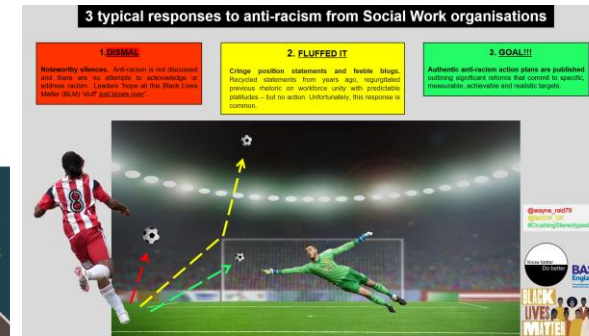 3 typical responses to anti-racism from Social Work organisations
1.DISMAL
Noteworthy silences. Anti-racism is not discussed
and there are no attempts to acknowledge or
address racism. Leaders “hope all this Black Lives
Matter (BLM) ‘stuff’ just blows over”.
2. FLUFFED IT
Cringe position statements and feeble blogs.
Recycled statements from years ago, regurgitated
previous rhetoric on workforce unity with predictable
platitudes – but no action. Unfortunately, this response is
common.
3. GOAL!!!
Authentic anti-racism action plans are published
outlining significant reforms that commit to specific,
measurable, achievable and realistic targets.
8
@wayne_reid79
@BASW_UK
#CrushingStereotypes
Know better
Do better
BAS
England
BLACK
LIVES
MATTER